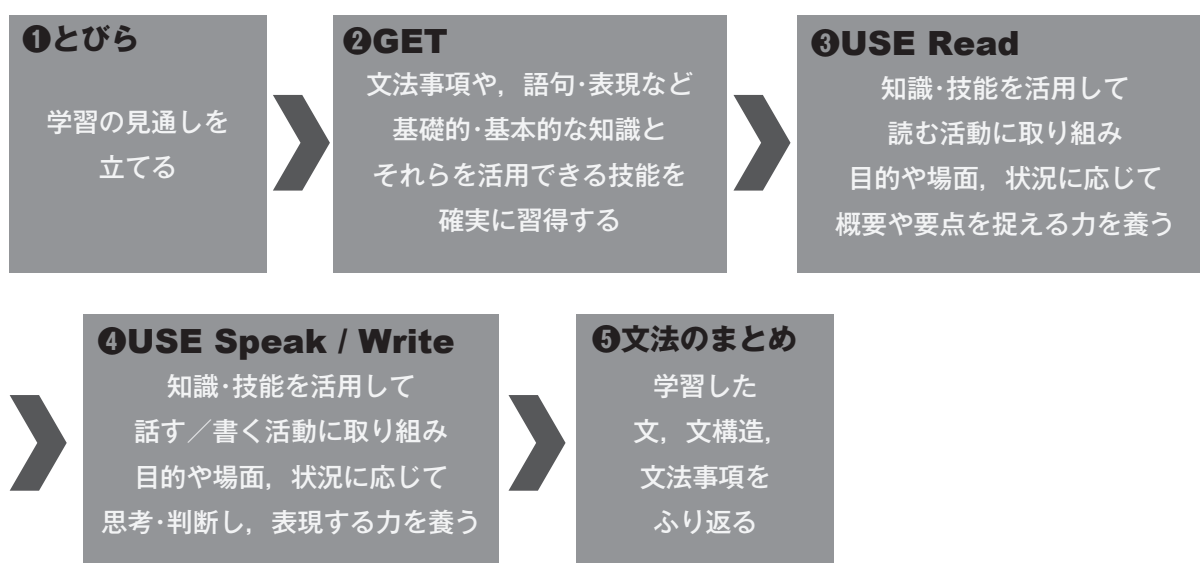 ❶とびら
学習の見通しを
立てる
❷GET
文法事項や，語句・表現など
基礎的・基本的な知識と
それらを活用できる技能を
確実に習得する
❸USE Read
知識・技能を活用して
読む活動に取り組み
目的や場面，状況に応じて
概要や要点を捉える力を養う
❹USE Speak / Write
知識・技能を活用して
話す／書く活動に取り組み
目的や場面，状況に応じて
思考・判断し，表現する力を養う
❺文法のまとめ
学習した
文，文構造，
文法事項を
ふり返る